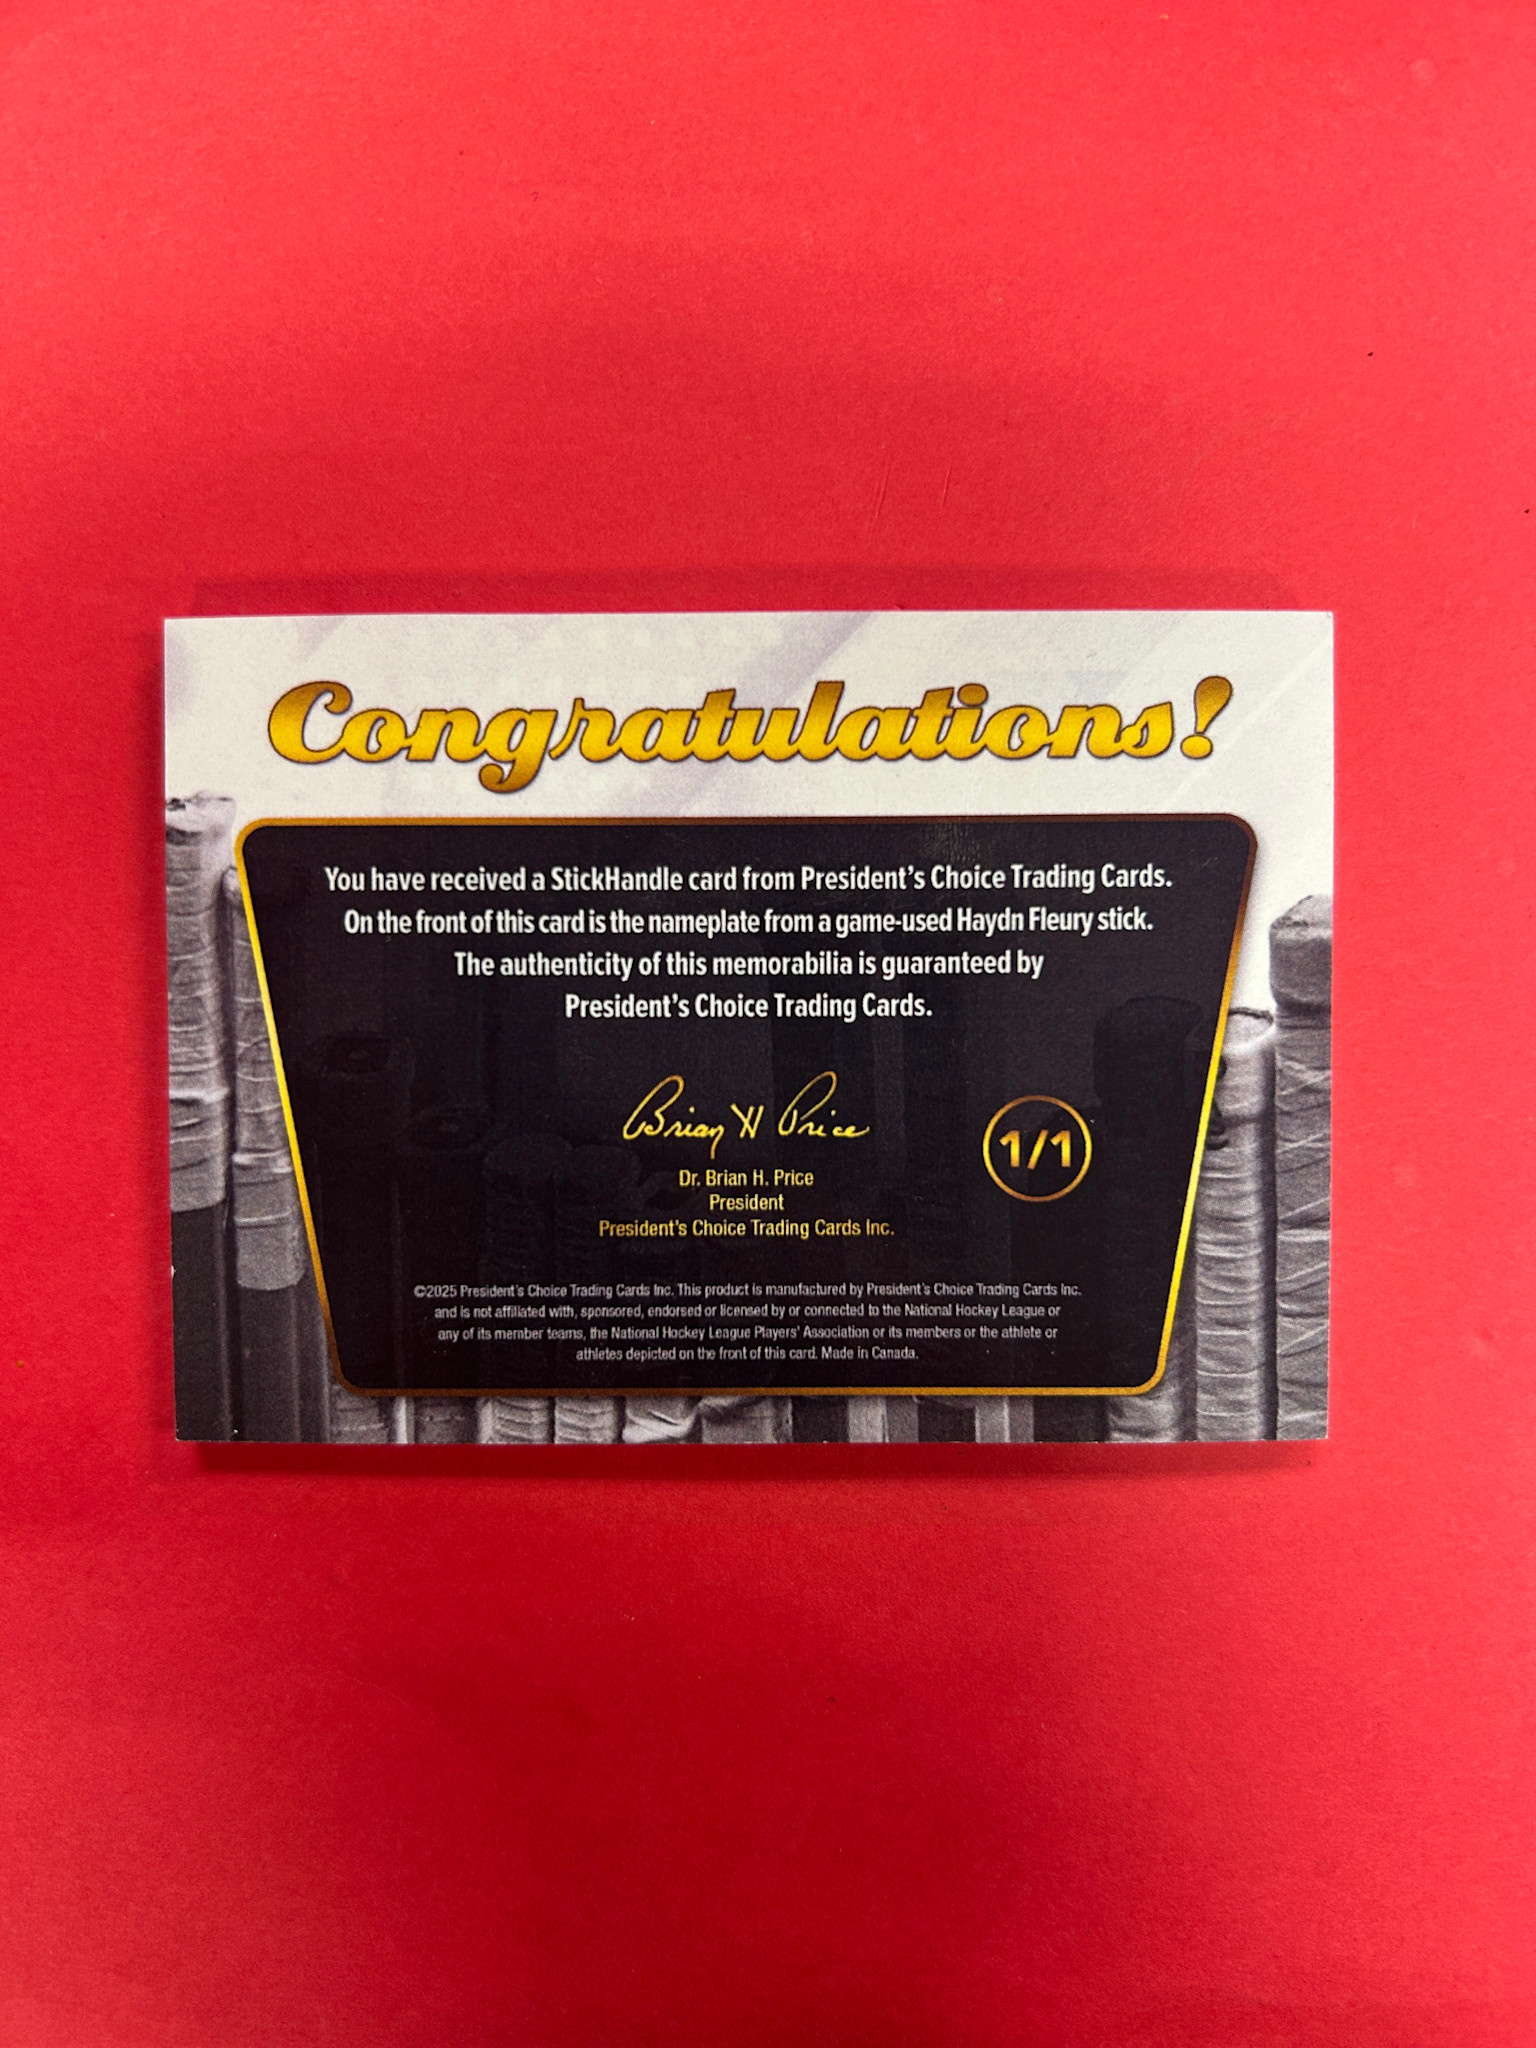 Congratulations!
You have received a StickHandle card from President's Choice Trading Cards.
On the front of this card is the nameplate from a game-used Haydn Fleury stick.
The authenticity of this memorabilia is guaranteed by
President's Choice Trading Cards.
Brian H Price
1/1
Dr. Brian H. Price
President
President's Choice Trading Cards Inc.
©2025 President's Choice Trading Cards Inc. This product is manufactured by President's Choice Trading Cards Inc.
and is not affiliated with, sponsored, endorsed or licensed by or connected to the National Hockey League or
any of its member teams, the National Hockey League Players' Association or its members or the athlete or
athletes depicted on the front of this card. Made in Canada.